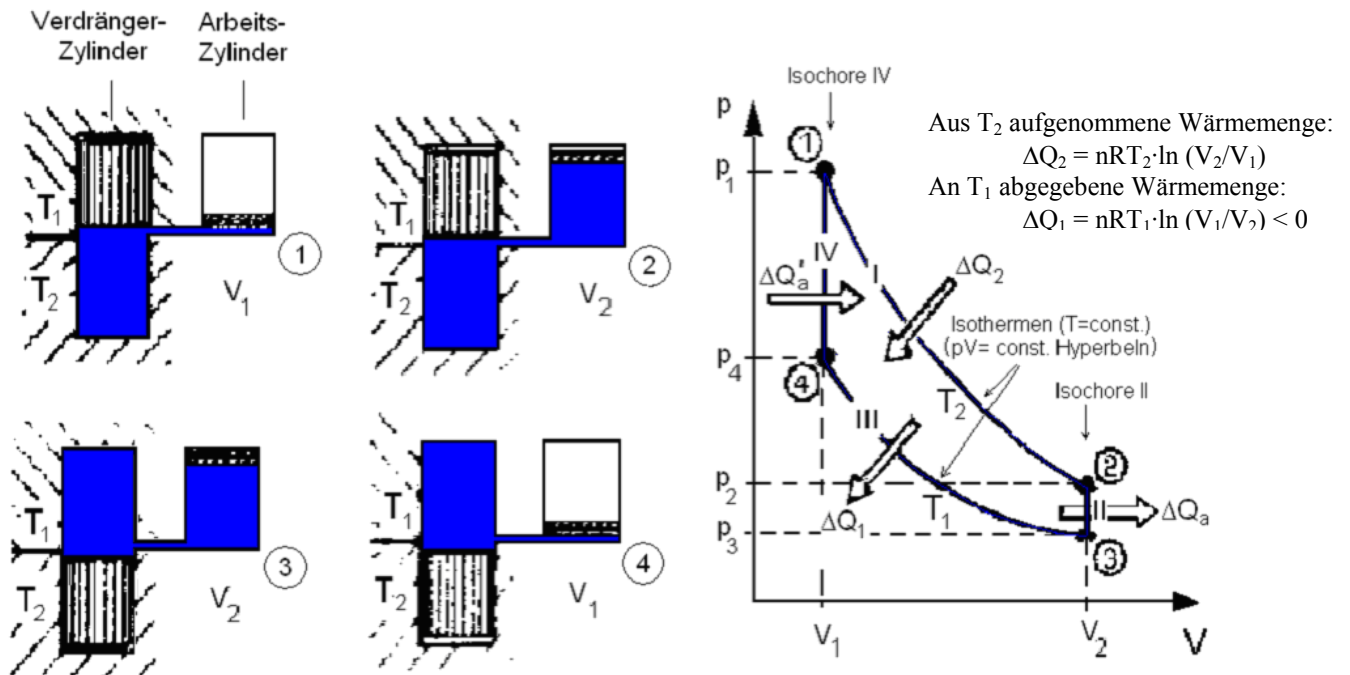 Verdränger-
Zylinder
Arbeits-
Zylinder
T₁
T₂
1
V₁
T₁
T₂
2
V₂
T₁
T₂
3
V₂
T₁
T₂
4
V₁
Isochore IV
p
p₁
1
Aus T₂ aufgenommene Wärmemenge:
ΔQ₂ = nRT₂·ln (V₂/V₁)
An T₁ abgegebene Wärmemenge:
ΔQ₁ = nRT₁·ln (V₁/V₂) < 0
IV
I
ΔQₐ'
ΔQ₂
Isothermen (T=const.)
(pV= const. Hyperbeln)
p₄
4
III
T₂
Isochore II
p₂
2
ΔQ₁
T₁
II
ΔQₐ
p₃
3
V₁
V₂
V